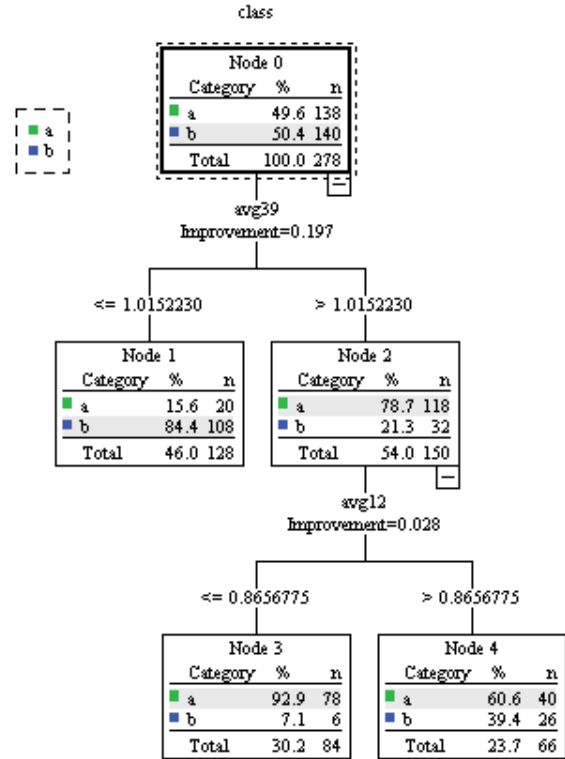 class
a
b
Node 0
Category % n
a 49.6 138
b 50.4 140
Total 100.0 278
avg39
Improvement=0.197
<= 1.0152230
> 1.0152230
Node 1
Category % n
a 15.6 20
b 84.4 108
Total 46.0 128
Node 2
Category % n
a 78.7 118
b 21.3 32
Total 54.0 150
avg12
Improvement=0.028
<= 0.8656775
> 0.8656775
Node 3
Category % n
a 92.9 78
b 7.1 6
Total 30.2 84
Node 4
Category % n
a 60.6 40
b 39.4 26
Total 23.7 66